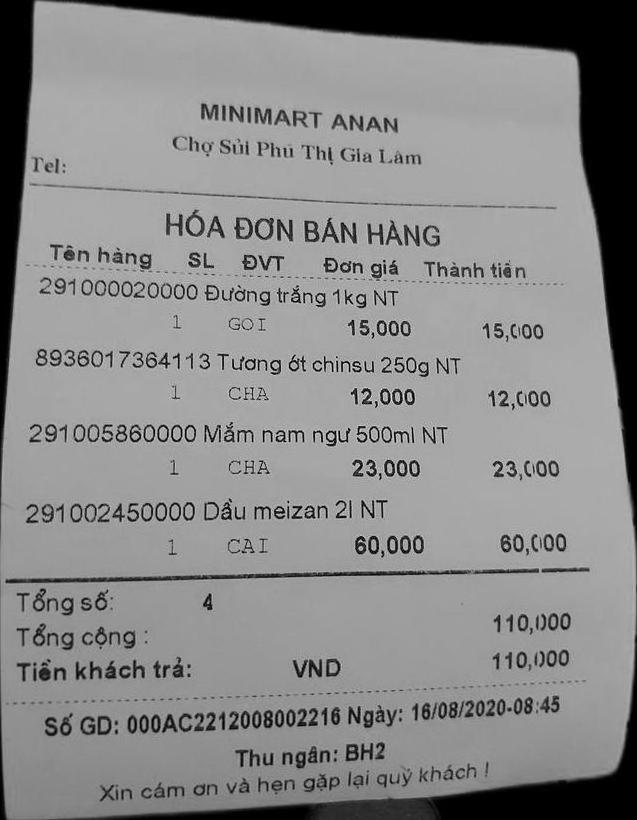 MINIMART ANAN
Chợ Sủi Phú Thị Gia Lâm
Tel:
HÓA ĐƠN BÁN HÀNG
Tên hàng SL ĐVT Đơn giá Thành tiền
291000020000 Đường trắng 1kg NT
1 GOI 15,000 15,000
8936017364113 Tương ớt chinsu 250g NT
1 CHA 12,000 12,000
291005860000 Mắm nam ngư 500ml NT
1 CHA 23,000 23,000
291002450000 Dầu meizan 2l NT
1 CAI 60,000 60,000
Tổng số: 4
Tổng cộng : 110,000
Tiền khách trả: VND 110,000
Số GD: 000AC2212008002216 Ngày: 16/08/2020-08:45
Thu ngân: BH2
Xin cám ơn và hẹn gặp lại quý khách !